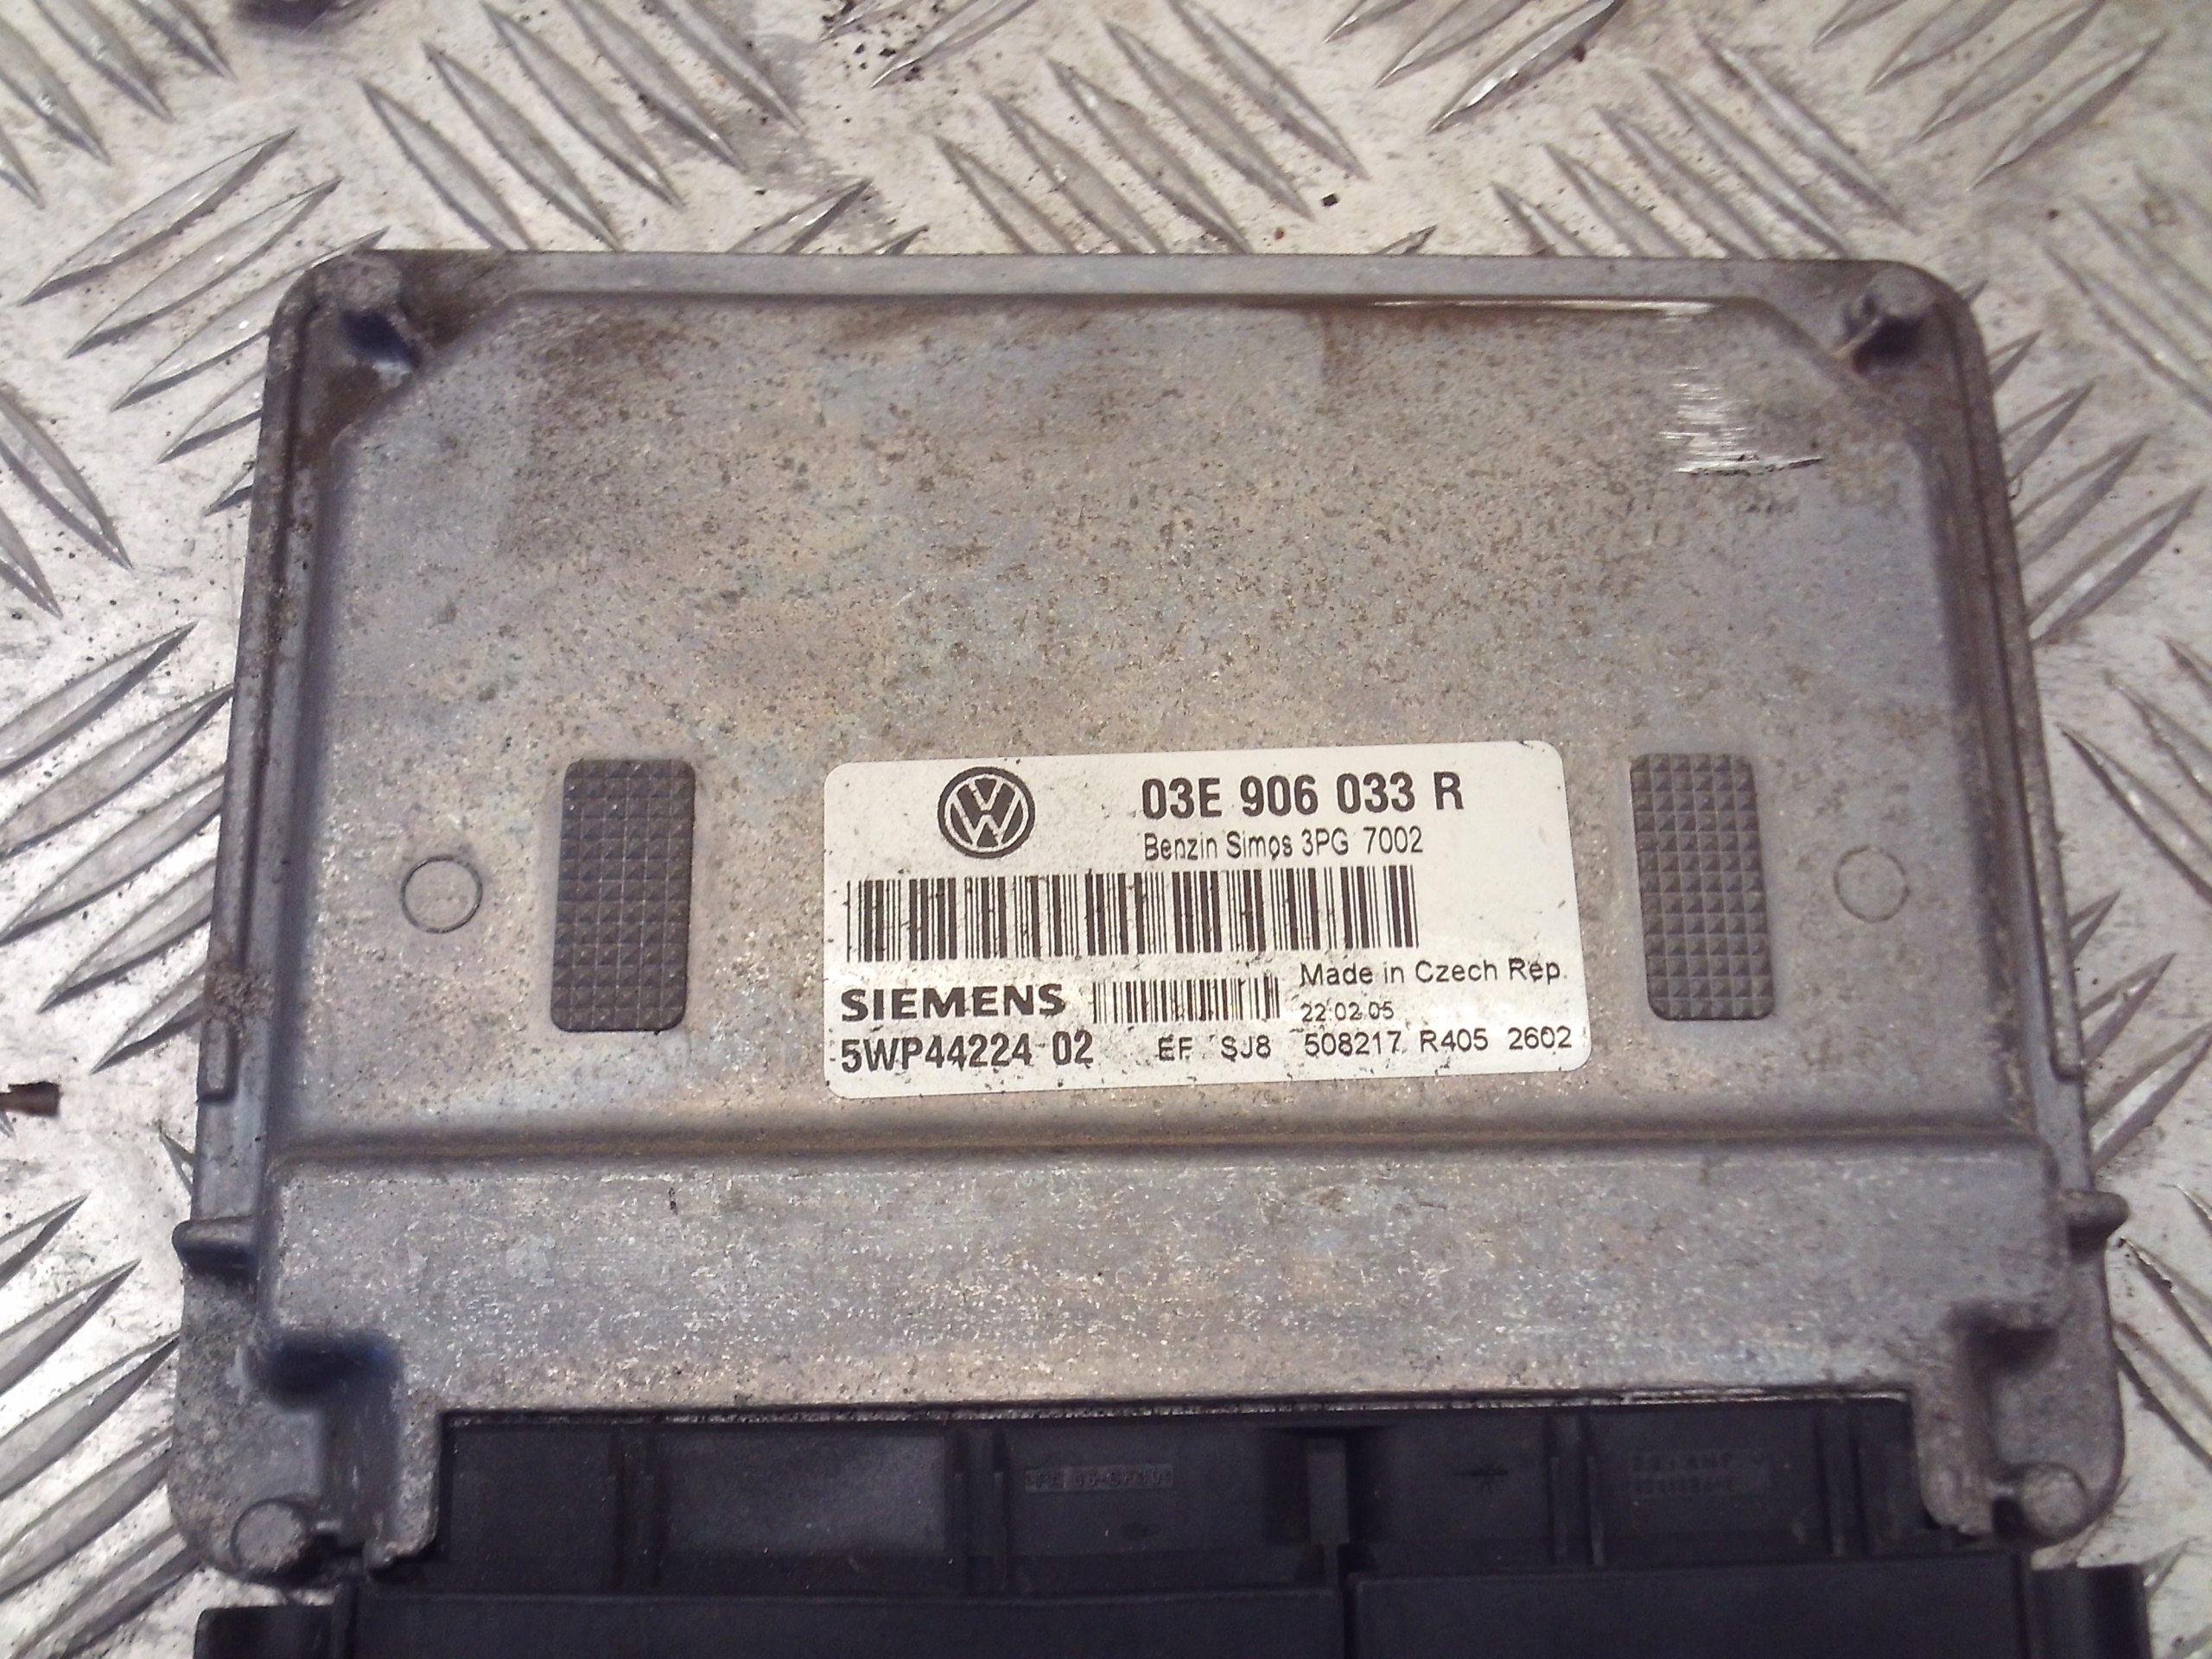 03E 906 033 R
Benzin Simos 3PG 7002
Made in Czech Rep.
SIEMENS
22.02.05
5WP44224 02 EF SJ8 508217 R405 2602